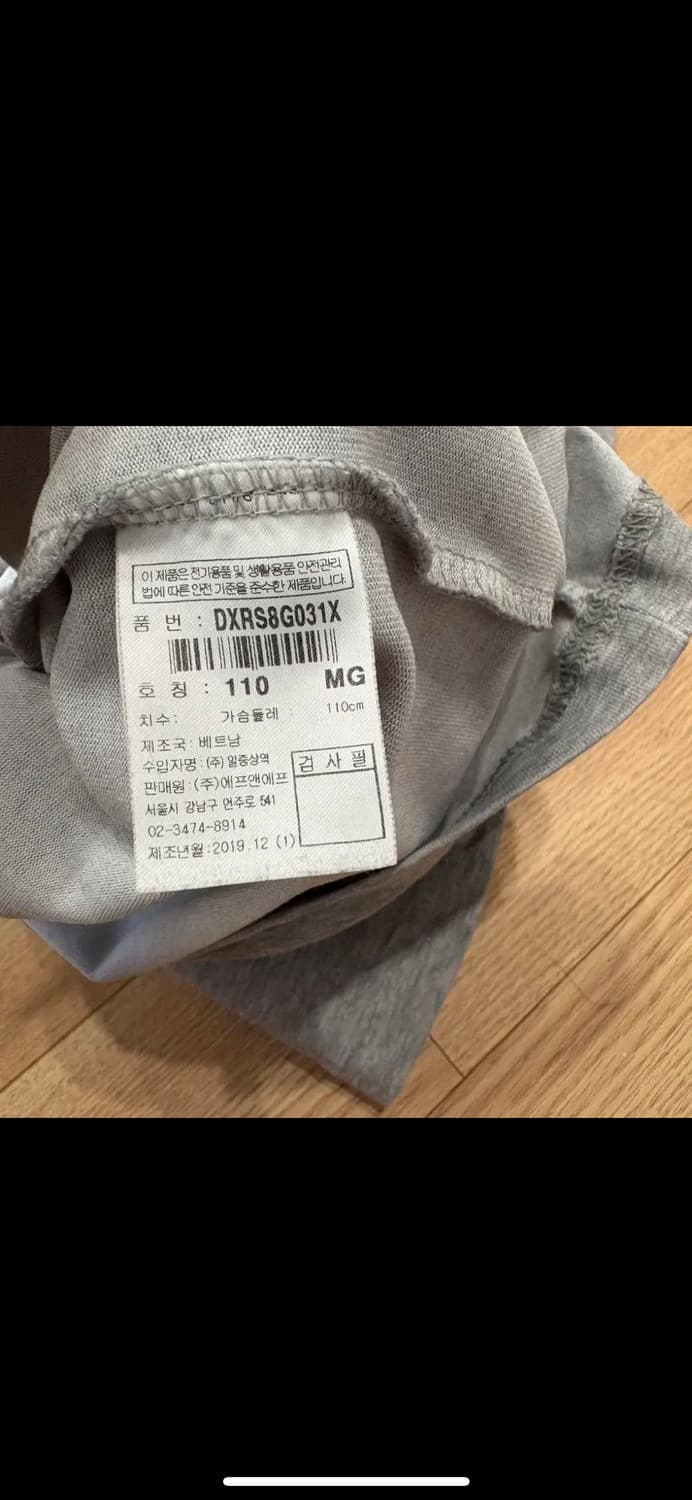 이 제품은 전기용품 및 생활용품 안전관리
법에 따른 안전 기준을 준수한 제품입니다.
품 번 : DXRS8G031X
호 칭 : 110 MG
치수: 가슴둘레 : 110cm
제조국: 베트남
수입자명: (주) 일중상역
판매원: (주)에프앤에프
서울시 강남구 언주로 541
02-3474-8914
제조년월:2019.12 (1)
검 사 필